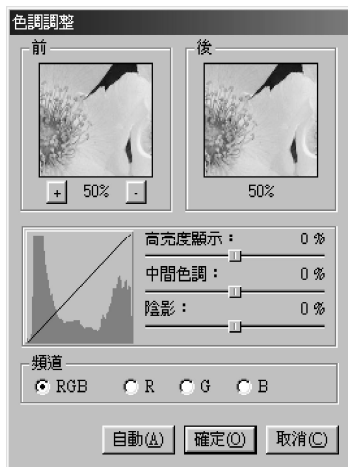 色調調整
前
後
+ 50% -
50%
高亮度顯示： 0 %
中間色調： 0 %
陰影： 0 %
頻道
RGB R G B
自動(A) 確定(O) 取消(C)